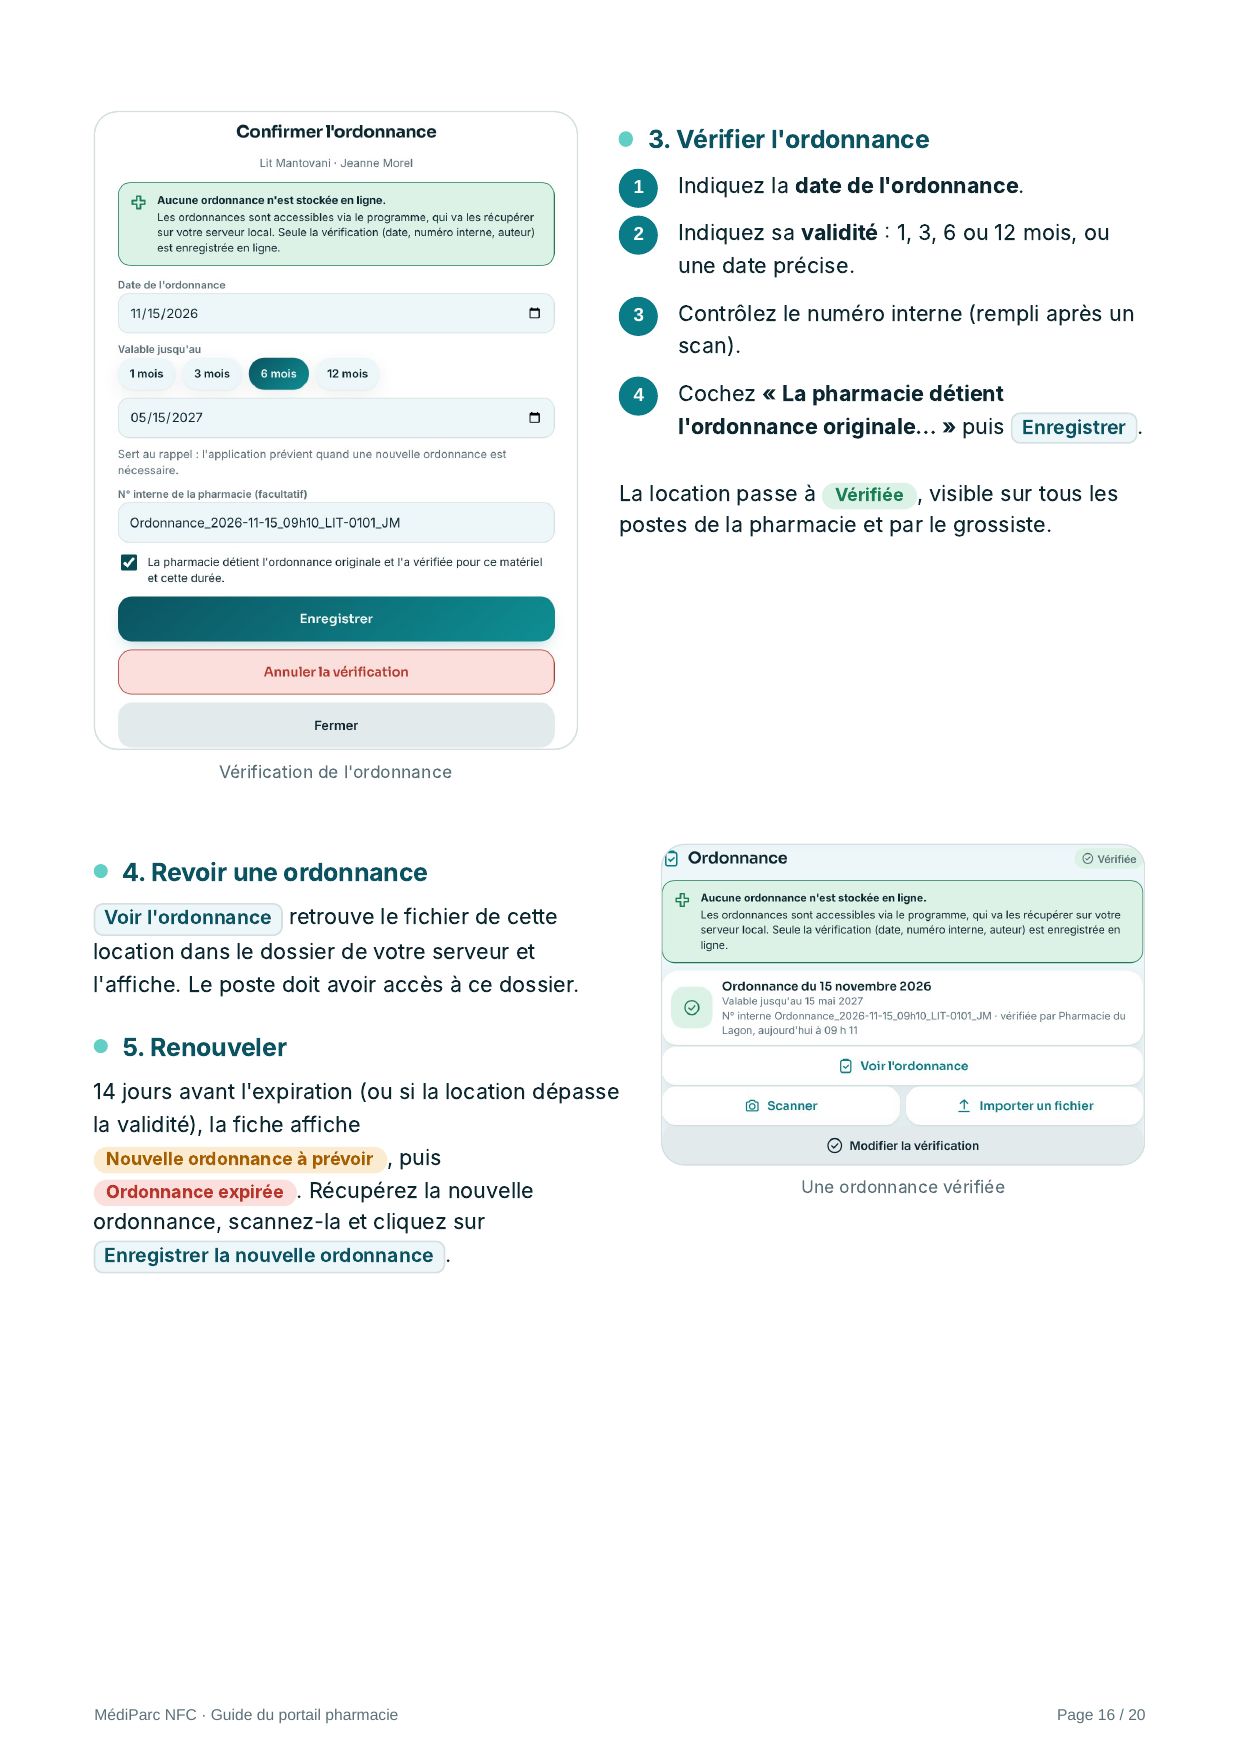 Confirmer l'ordonnance
Lit Mantovani · Jeanne Morel
Aucune ordonnance n'est stockée en ligne.
Les ordonnances sont accessibles via le programme, qui va les récupérer
sur votre serveur local. Seule la vérification (date, numéro interne, auteur)
est enregistrée en ligne.
Date de l'ordonnance
11/15/2026
Valable jusqu'au
1 mois 3 mois 6 mois 12 mois
05/15/2027
Sert au rappel : l'application prévient quand une nouvelle ordonnance est
nécessaire.
N° interne de la pharmacie (facultatif)
Ordonnance_2026-11-15_09h10_LIT-0101_JM
La pharmacie détient l'ordonnance originale et l'a vérifiée pour ce matériel
et cette durée.
Enregistrer
Annuler la vérification
Fermer
Vérification de l'ordonnance
3. Vérifier l'ordonnance
1 Indiquez la date de l'ordonnance.
2 Indiquez sa validité : 1, 3, 6 ou 12 mois, ou
une date précise.
3 Contrôlez le numéro interne (rempli après un
scan).
4 Cochez « La pharmacie détient
l'ordonnance originale… » puis Enregistrer .
La location passe à Vérifiée , visible sur tous les
postes de la pharmacie et par le grossiste.
4. Revoir une ordonnance
Voir l'ordonnance retrouve le fichier de cette
location dans le dossier de votre serveur et
l'affiche. Le poste doit avoir accès à ce dossier.
5. Renouveler
14 jours avant l'expiration (ou si la location dépasse
la validité), la fiche affiche
Nouvelle ordonnance à prévoir , puis
Ordonnance expirée . Récupérez la nouvelle
ordonnance, scannez-la et cliquez sur
Enregistrer la nouvelle ordonnance .
Ordonnance Vérifiée
Aucune ordonnance n'est stockée en ligne.
Les ordonnances sont accessibles via le programme, qui va les récupérer sur votre
serveur local. Seule la vérification (date, numéro interne, auteur) est enregistrée en
ligne.
Ordonnance du 15 novembre 2026
Valable jusqu'au 15 mai 2027
N° interne Ordonnance_2026-11-15_09h10_LIT-0101_JM · vérifiée par Pharmacie du
Lagon, aujourd'hui à 09 h 11
Voir l'ordonnance
Scanner Importer un fichier
Modifier la vérification
Une ordonnance vérifiée
MédiParc NFC · Guide du portail pharmacie Page 16 / 20